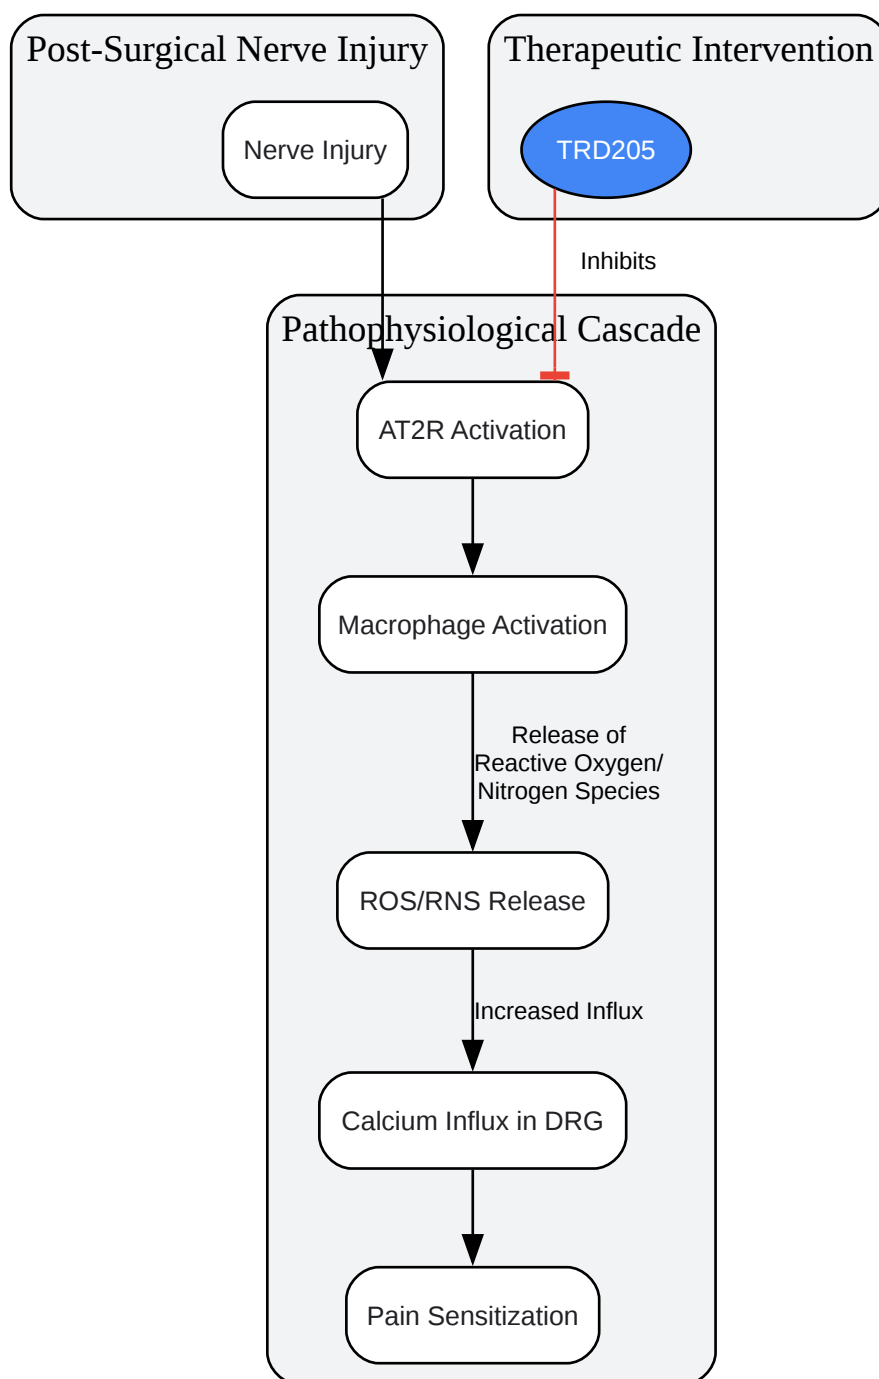 Post-Surgical Nerve Injury
Therapeutic Intervention
Nerve Injury
TRD205
Inhibits
Pathophysiological Cascade
AT2R Activation
Macrophage Activation
Release of
Reactive Oxygen/
Nitrogen Species
ROS/RNS Release
Increased Influx
Calcium Influx in DRG
Pain Sensitization